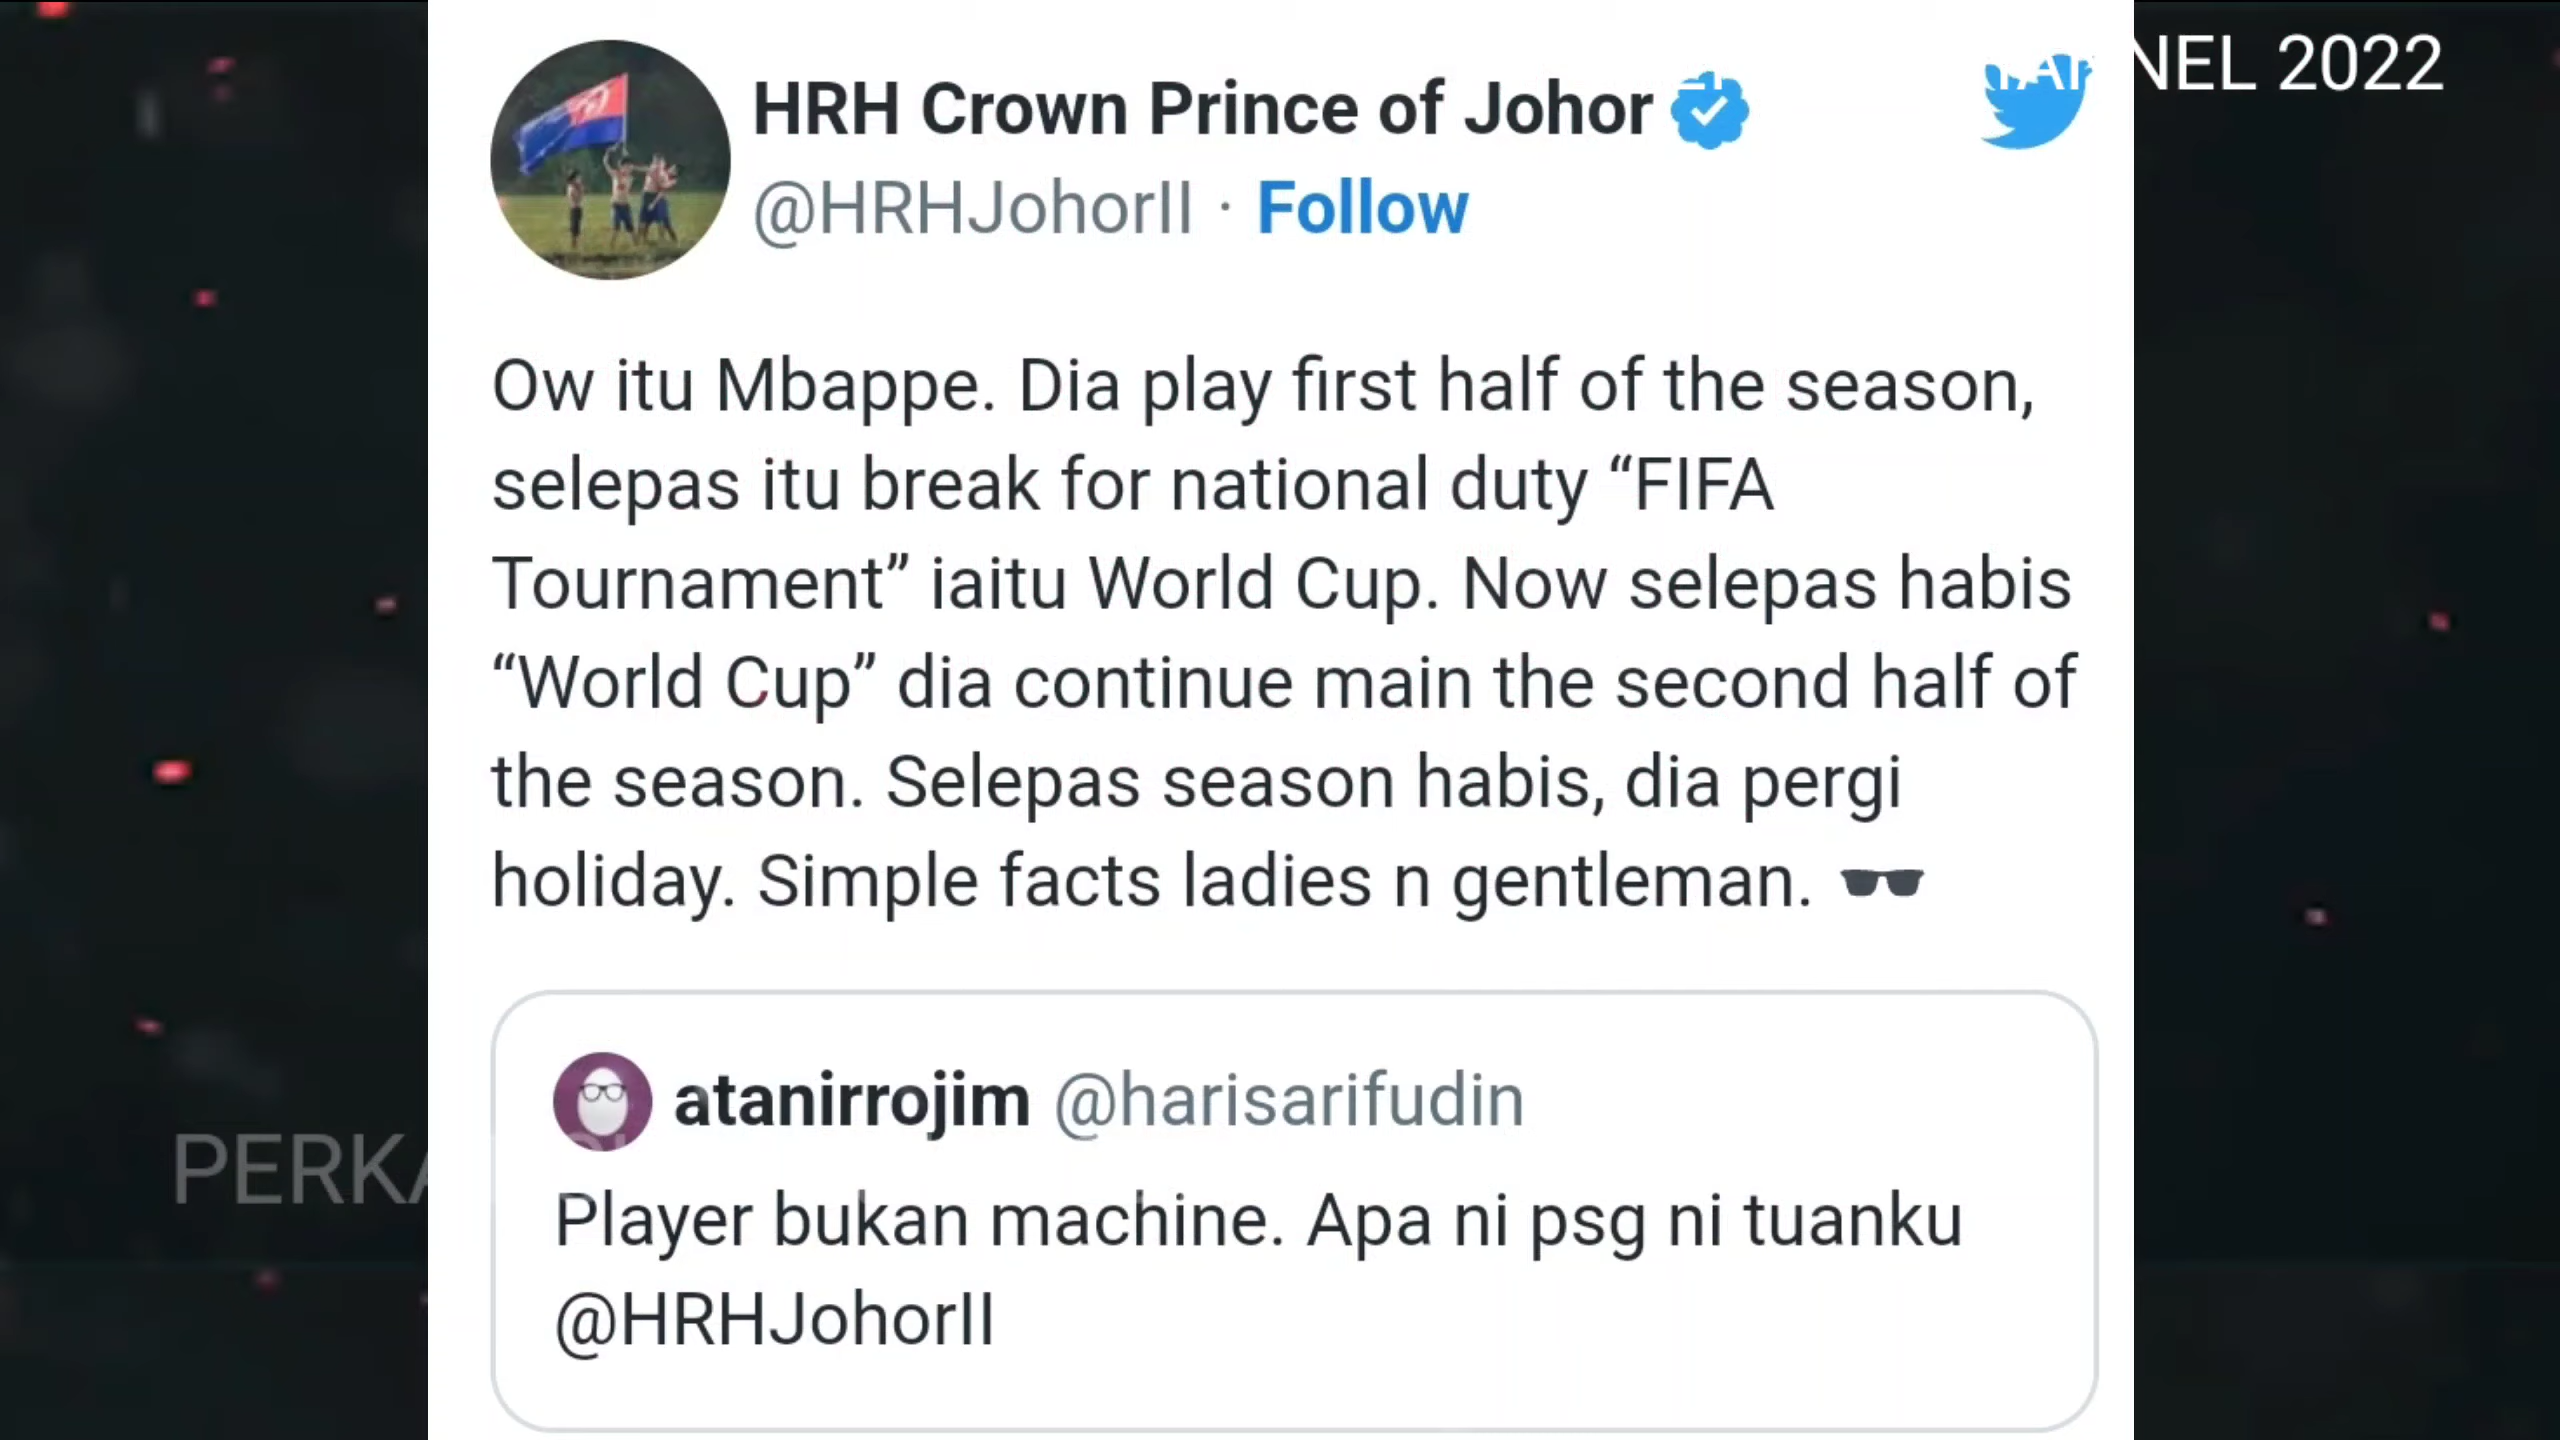 NEL 2022
HRH Crown Prince of Johor
@HRHJohorII · Follow
Ow itu Mbappe. Dia play first half of the season,
selepas itu break for national duty “FIFA
Tournament” iaitu World Cup. Now selepas habis
“World Cup” dia continue main the second half of
the season. Selepas season habis, dia pergi
holiday. Simple facts ladies n gentleman. 🕶️
atanirrojim @harisarifudin
PERKA
Player bukan machine. Apa ni psg ni tuanku
@HRHJohorII